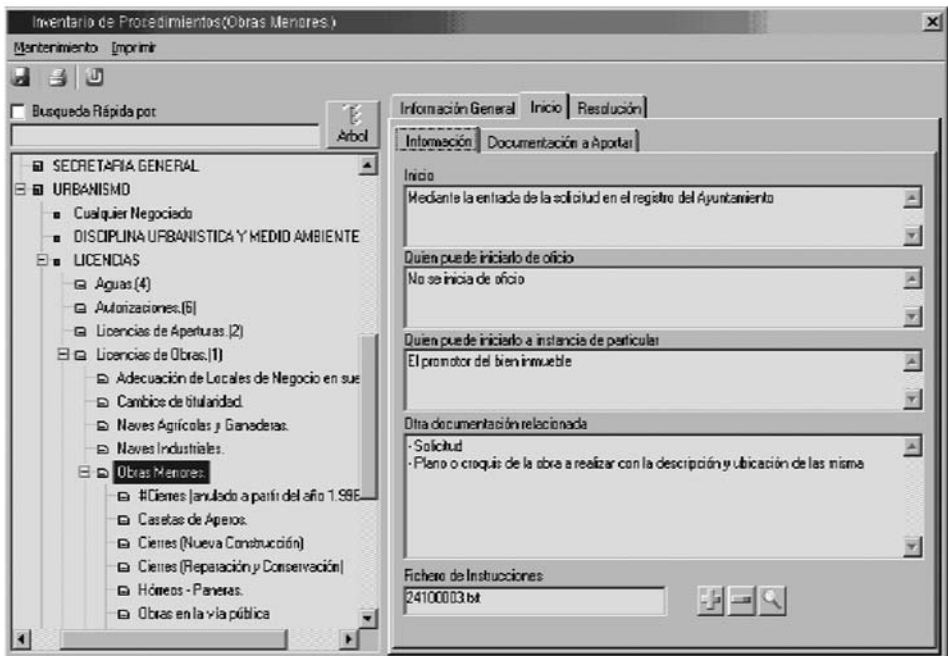 Inventario de Procedimientos(Obras Menores.)
Mantenimiento Imprimir
Busqueda Rápida por:
Arbol
SECRETARIA GENERAL
URBANISMO
Cualquier Negociado
DISCIPLINA URBANISTICA Y MEDIO AMBIENTE
LICENCIAS
Aguas.(4)
Autorizaciones.(6)
Licencias de Aperturas.(2)
Licencias de Obras.(1)
Adecuación de Locales de Negocio en sue
Cambios de titularidad.
Naves Agrícolas y Ganaderas.
Naves Industriales.
Obras Menores.
#Cierres (anulado a partir del año 1.998
Casetas de Aperos.
Cierres (Nueva Construcción)
Cierres (Reparación y Conservación)
Hórreos - Paneras.
Obras en la vía pública
Información General Inicio Resolución
Información Documentación a Aportar
Inicio
Mediante la entrada de la solicitud en el registro del Ayuntamiento
Quien puede iniciarlo de oficio
No se inicia de oficio
Quien puede iniciarlo a instancia de particular
El promotor del bien inmueble
Otra documentación relacionada
- Solicitud
- Plano o croquis de la obra a realizar con la descripción y ubicación de las misma
Fichero de Instrucciones
24100003.txt